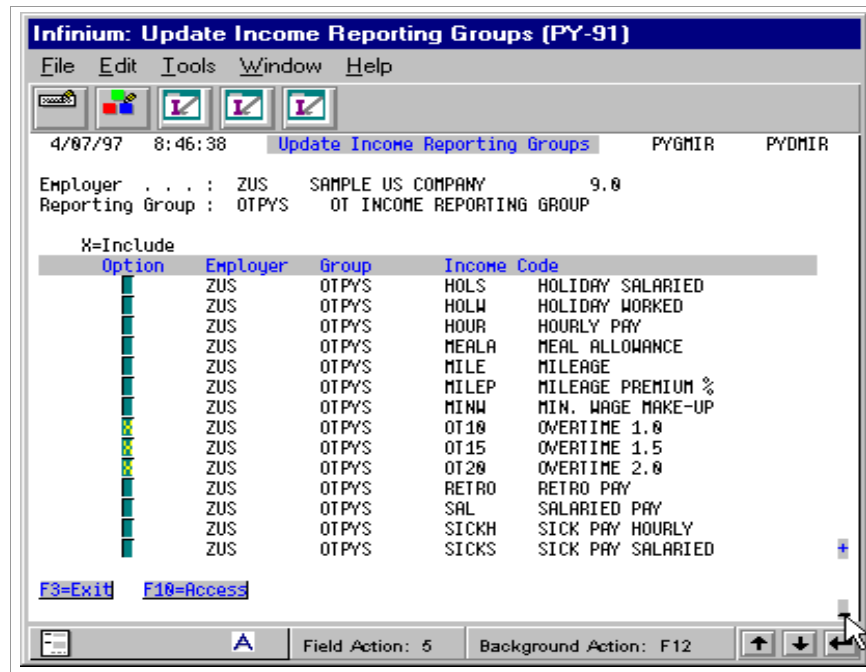 Infinium: Update Income Reporting Groups (PY-91)
File Edit Tools Window Help
4/07/97 8:46:38 Update Income Reporting Groups PYGMIR PYDMIR
Employer . . . : ZUS SAMPLE US COMPANY 9.0
Reporting Group : OTPYS OT INCOME REPORTING GROUP
X=Include
Option Employer Group Income Code
ZUS OTPYS HOLS HOLIDAY SALARIED
ZUS OTPYS HOLW HOLIDAY WORKED
ZUS OTPYS HOUR HOURLY PAY
ZUS OTPYS MEALA MEAL ALLOWANCE
ZUS OTPYS MILE MILEAGE
ZUS OTPYS MILEP MILEAGE PREMIUM %
ZUS OTPYS MINW MIN. WAGE MAKE-UP
X ZUS OTPYS OT10 OVERTIME 1.0
X ZUS OTPYS OT15 OVERTIME 1.5
X ZUS OTPYS OT20 OVERTIME 2.0
ZUS OTPYS RETRO RETRO PAY
ZUS OTPYS SAL SALARIED PAY
ZUS OTPYS SICKH SICK PAY HOURLY
ZUS OTPYS SICKS SICK PAY SALARIED +
F3=Exit F10=Access
A Field Action: 5 Background Action: F12